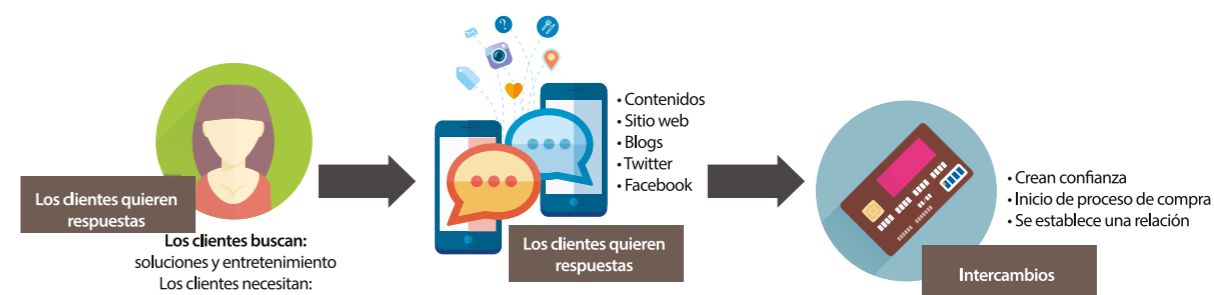 Los clientes quieren
respuestas
Los clientes buscan:
soluciones y entretenimiento
Los clientes necesitan:
?
• Contenidos
• Sitio web
• Blogs
• Twitter
• Facebook
Los clientes quieren
respuestas
• Crean confianza
• Inicio de proceso de compra
• Se establece una relación
Intercambios